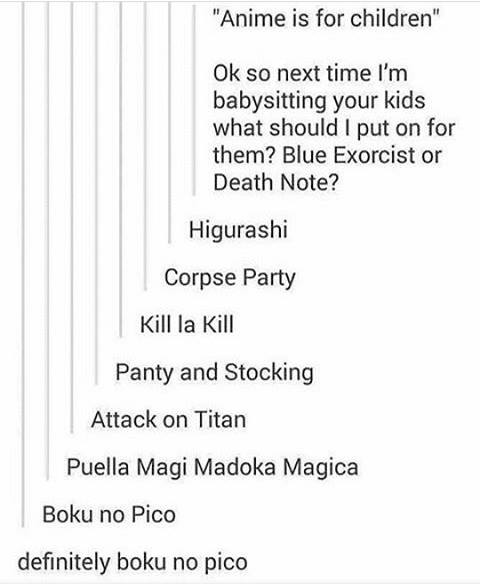 "Anime is for children"
Ok so next time I'm
babysitting your kids
what should I put on for
them? Blue Exorcist or
Death Note?
Higurashi
Corpse Party
Kill la Kill
Panty and Stocking
Attack on Titan
Puella Magi Madoka Magica
Boku no Pico
definitely boku no pico